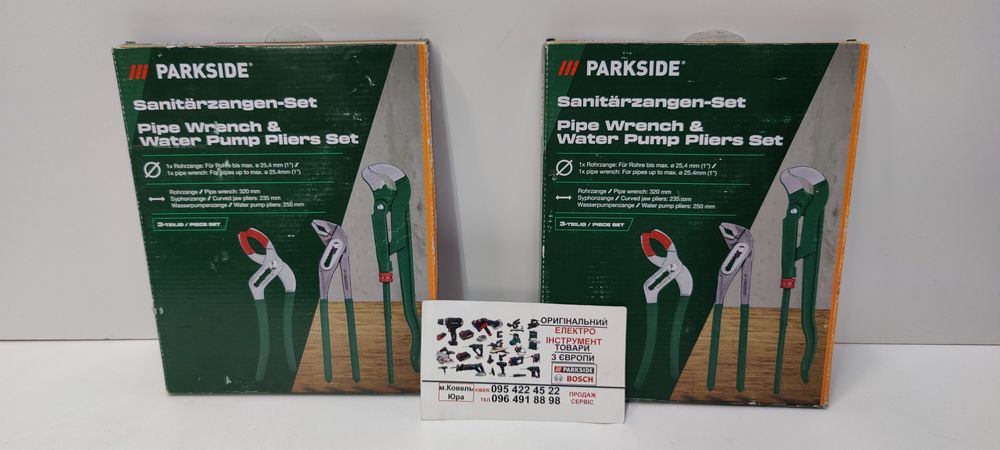 PARKSIDE®
Sanitärzangen-Set
Pipe Wrench &
Water Pump Pliers Set
1x Rohrzange: Für Rohre bis max. ø 25,4 mm (1") /
1x pipe wrench: For pipes up to max. ø 25.4mm (1")
Rohrzange / Pipe wrench: 320 mm
Syphonzange / Curved jaw pliers: 235 mm
Wasserpumpenzange / Water pump pliers: 250 mm
3-TEILIG / PIECE SET
PARKSIDE®
Sanitärzangen-Set
Pipe Wrench &
Water Pump Pliers Set
1x Rohrzange: Für Rohre bis max. ø 25,4 mm (1") /
1x pipe wrench: For pipes up to max. ø 25.4mm (1")
Rohrzange / Pipe wrench: 320 mm
Syphonzange / Curved jaw pliers: 235 mm
Wasserpumpenzange / Water pump pliers: 250 mm
3-TEILIG / PIECE SET
ОРИГІНАЛЬНИЙ
ЕЛЕКТРО
ІНСТРУМЕНТ
ТОВАРИ
З ЄВРОПИ
PARKSIDE
BOSCH
м.Ковель
Юра
VIBER. 095 422 45 22
ТЕЛ. 096 491 88 98
ПРОДАЖ
СЕРВІС